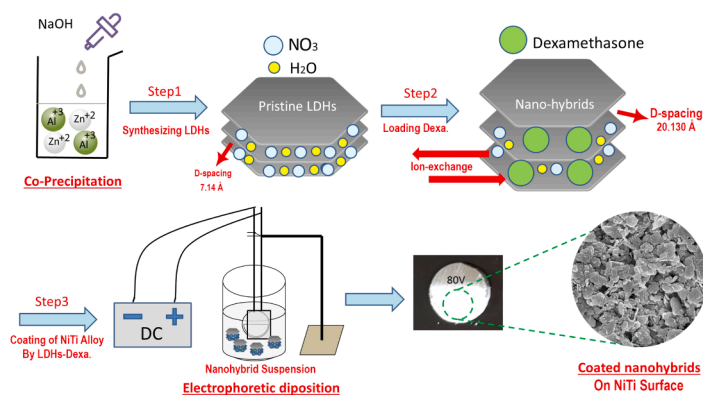 NaOH
Al+3
Zn+2
Zn+2
Al+3
Co-Precipitation
Step1
Synthesizing LDHs
NO3
H2O
Pristine LDHs
D-spacing
7.14 Å
Step2
Loading Dexa.
Dexamethasone
Nano-hybrids
D-spacing
20.130 Å
Ion-exchange
Step3
Coating of NiTi Alloy
By LDHs-Dexa.
− +
DC
Nanohybrid Suspension
Electrophoretic diposition
80V
Coated nanohybrids
On NiTi Surface